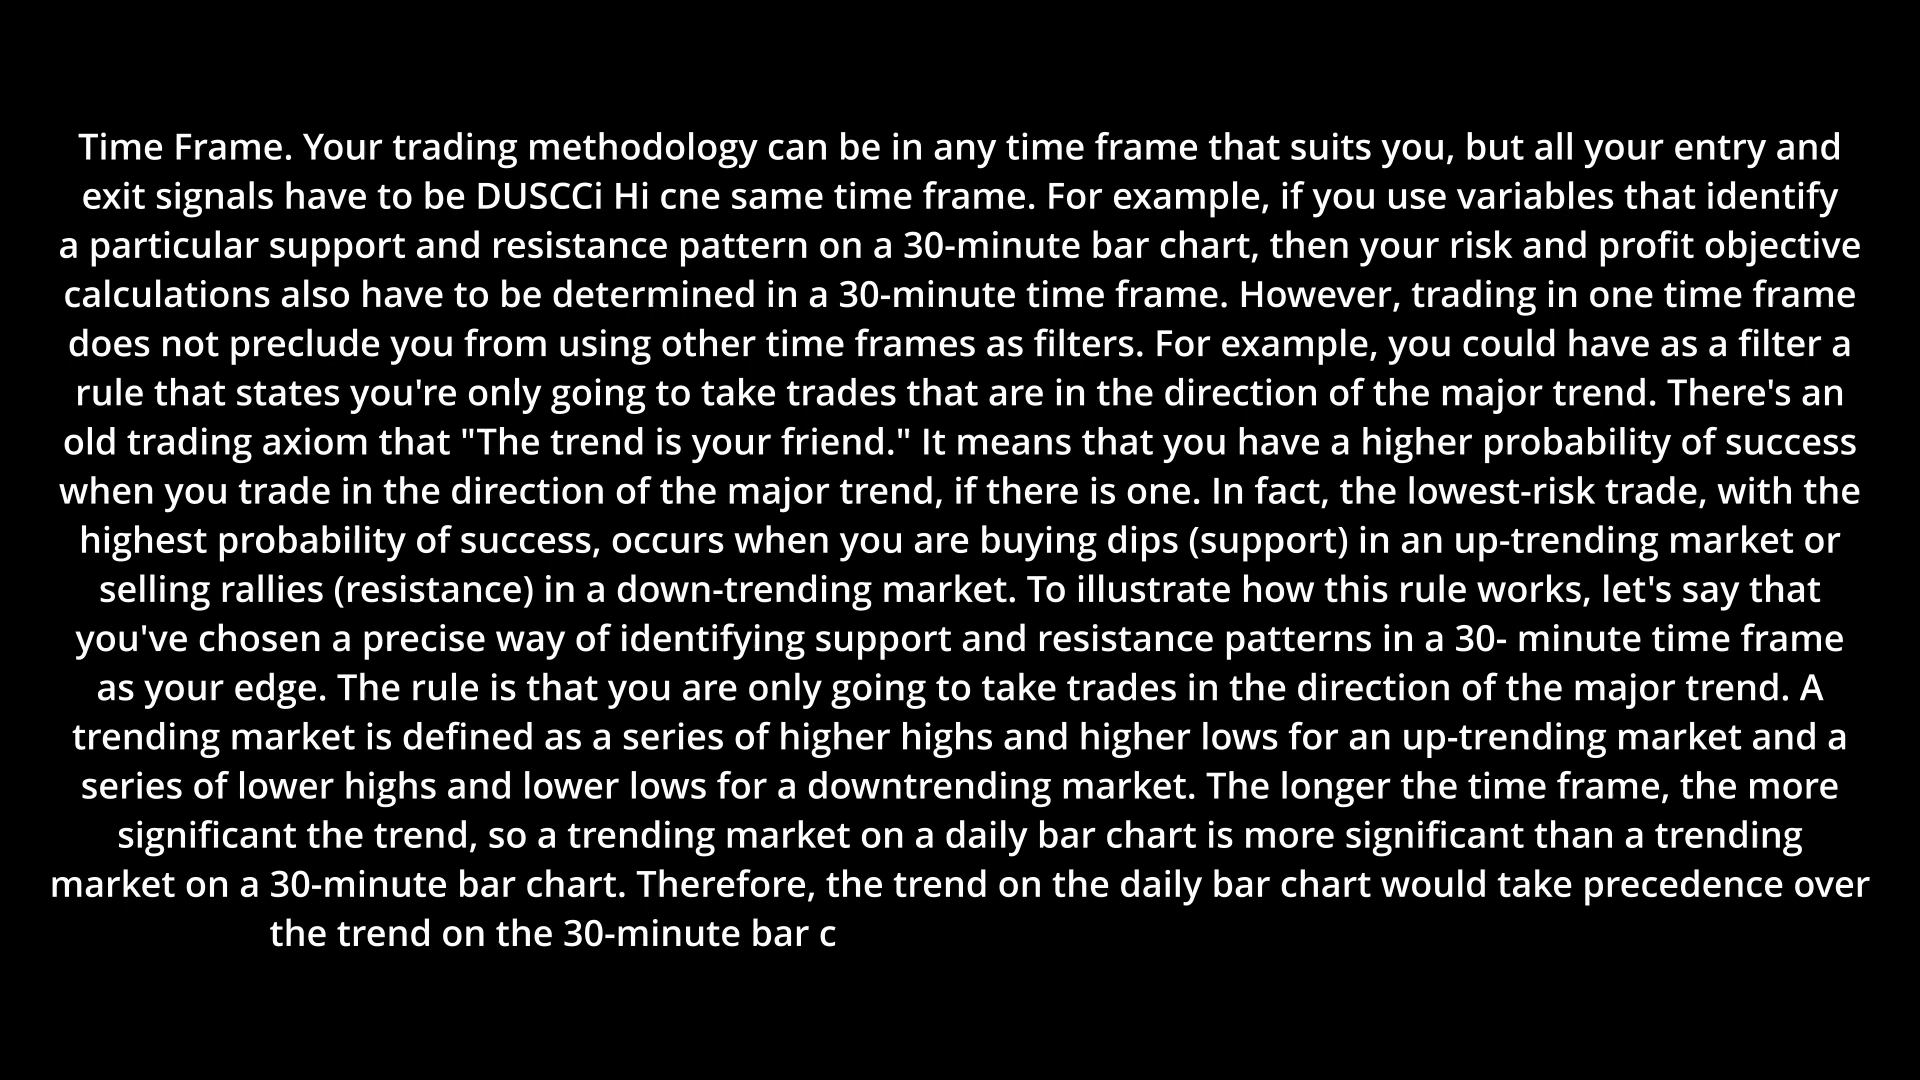 Time Frame. Your trading methodology can be in any time frame that suits you, but all your entry and
exit signals have to be DUSCCi Hi cne same time frame. For example, if you use variables that identify
a particular support and resistance pattern on a 30-minute bar chart, then your risk and profit objective
calculations also have to be determined in a 30-minute time frame. However, trading in one time frame
does not preclude you from using other time frames as filters. For example, you could have as a filter a
rule that states you're only going to take trades that are in the direction of the major trend. There's an
old trading axiom that "The trend is your friend." It means that you have a higher probability of success
when you trade in the direction of the major trend, if there is one. In fact, the lowest-risk trade, with the
highest probability of success, occurs when you are buying dips (support) in an up-trending market or
selling rallies (resistance) in a down-trending market. To illustrate how this rule works, let's say that
you've chosen a precise way of identifying support and resistance patterns in a 30- minute time frame
as your edge. The rule is that you are only going to take trades in the direction of the major trend. A
trending market is defined as a series of higher highs and higher lows for an up-trending market and a
series of lower highs and lower lows for a downtrending market. The longer the time frame, the more
significant the trend, so a trending market on a daily bar chart is more significant than a trending
market on a 30-minute bar chart. Therefore, the trend on the daily bar chart would take precedence over
the trend on the 30-minute bar c